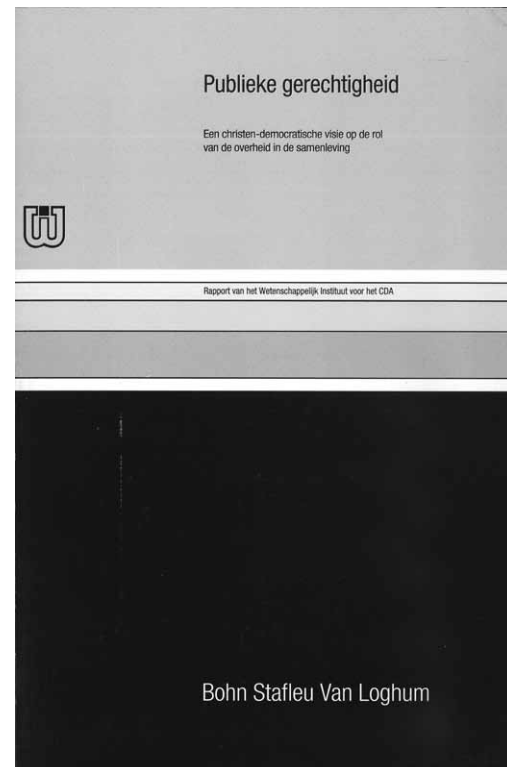 Publieke gerechtigheid
Een christen-democratische visie op de rol
van de overheid in de samenleving
Rapport van het Wetenschappelijk Instituut voor het CDA
Bohn Stafleu Van Loghum